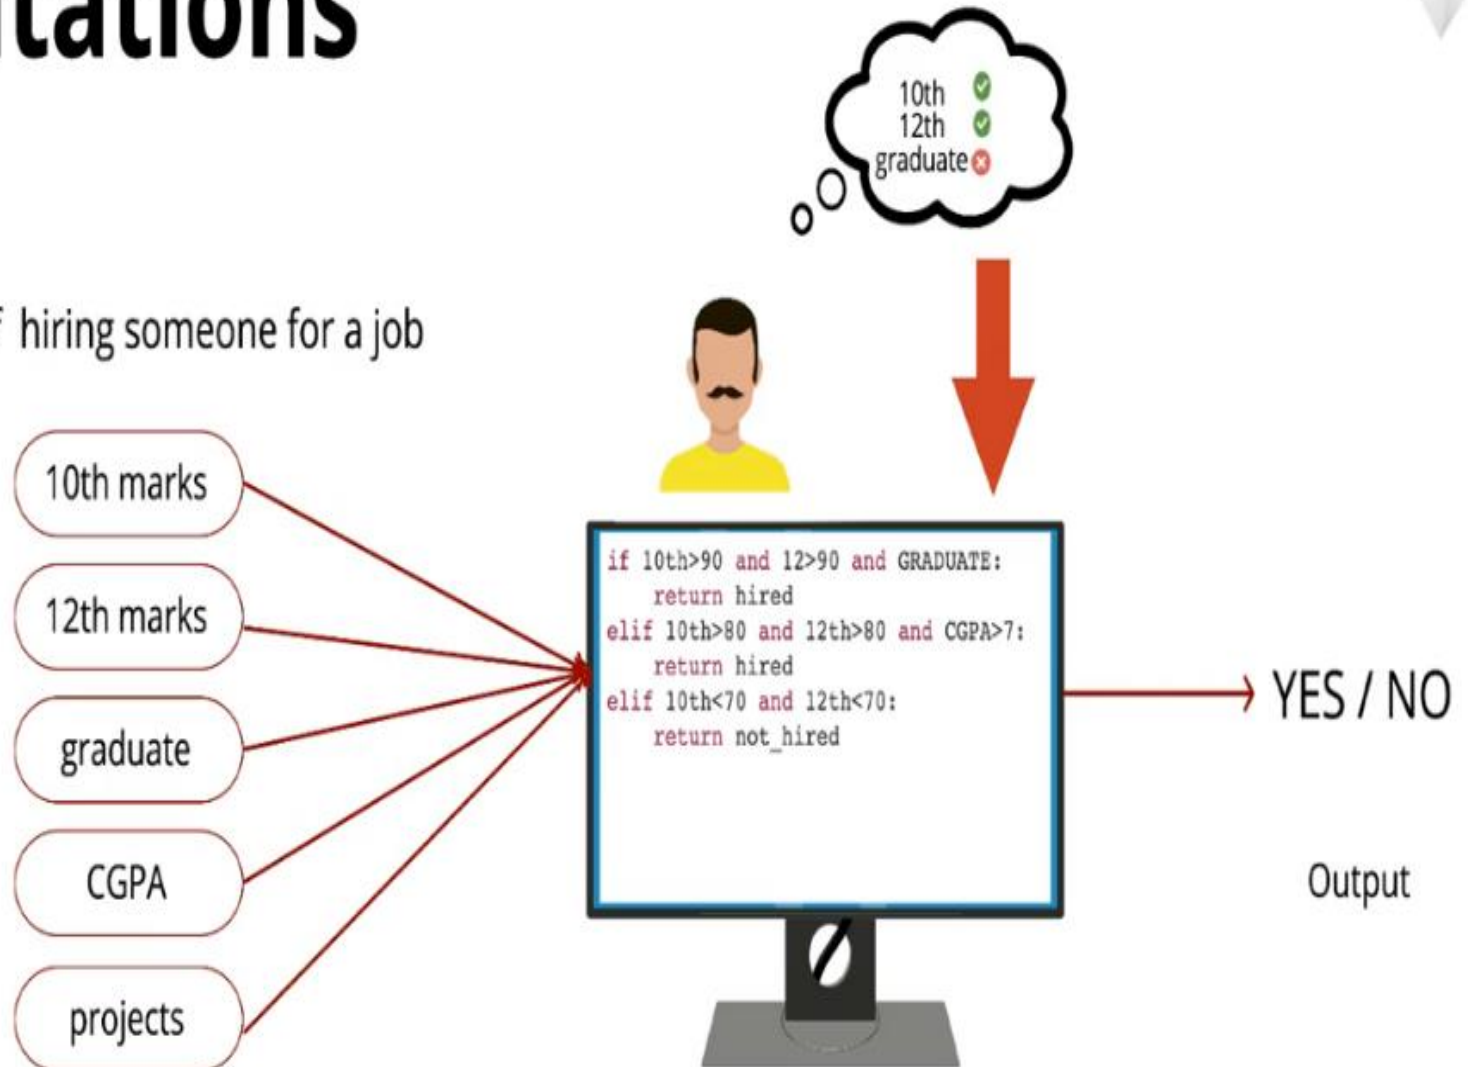 tations
hiring someone for a job
10th
12th
graduate
10th marks
12th marks
graduate
CGPA
projects
if 10th>90 and 12>90 and GRADUATE:
return hired
elif 10th>80 and 12th>80 and CGPA>7:
return hired
elif 10th<70 and 12th<70:
return not_hired
YES / NO
Output